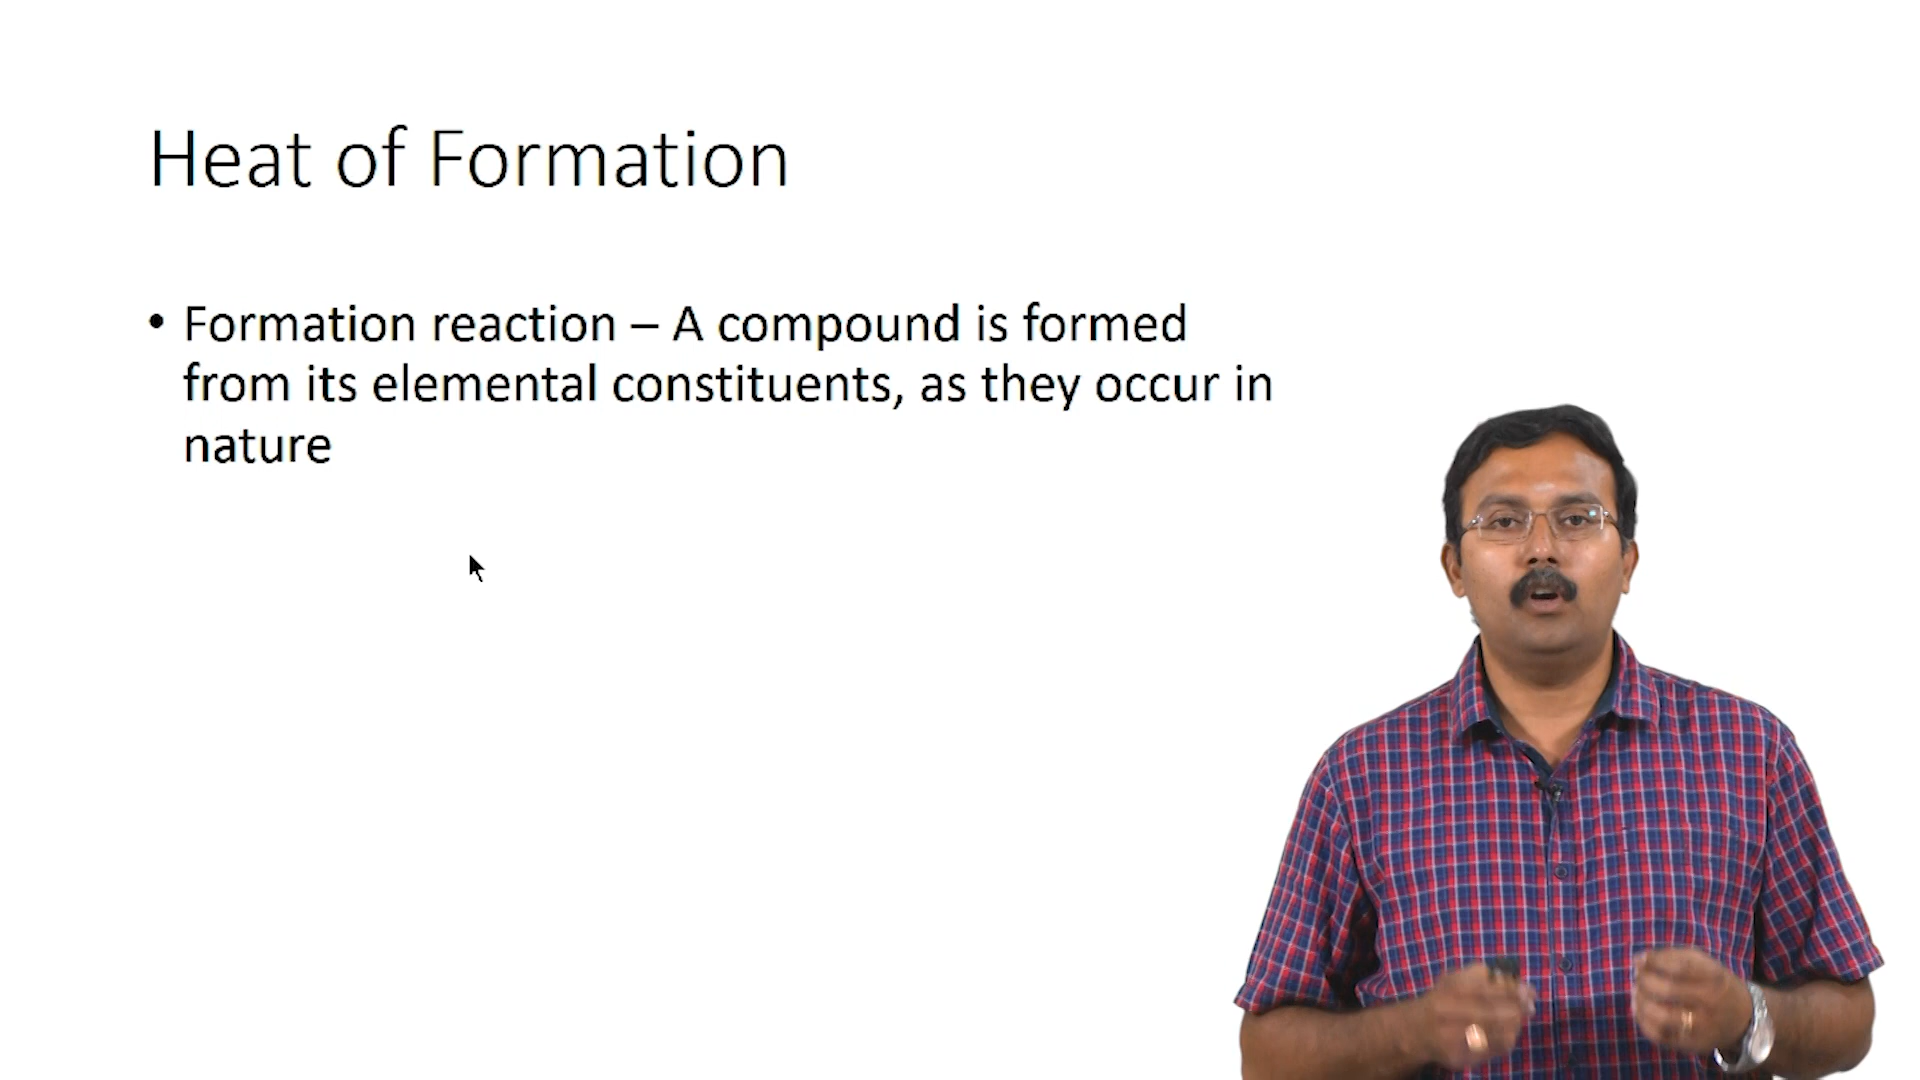 Heat of Formation
• Formation reaction – A compound is formed
from its elemental constituents, as they occur in
nature